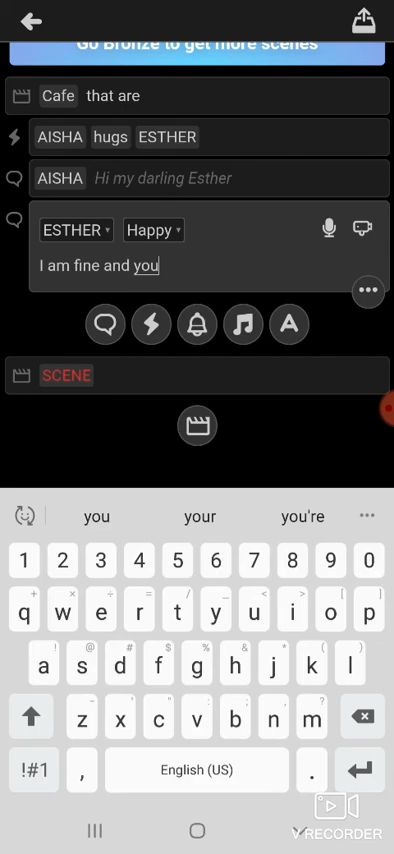 Go Bronze to get more scenes
Cafe that are
AISHA hugs ESTHER
AISHA Hi my darling Esther
ESTHER Happy
I am fine and you
A
SCENE
you your you're
1 2 3 4 5 6 7 8 9 0
+ × ÷ = / _ < > [ ]
q w e r t y u i o p
! @ # $ % ^ & * ( )
a s d f g h j k l
- ' " : ; , ?
z x c v b n m
!#1 , English (US) .
V RECORDER